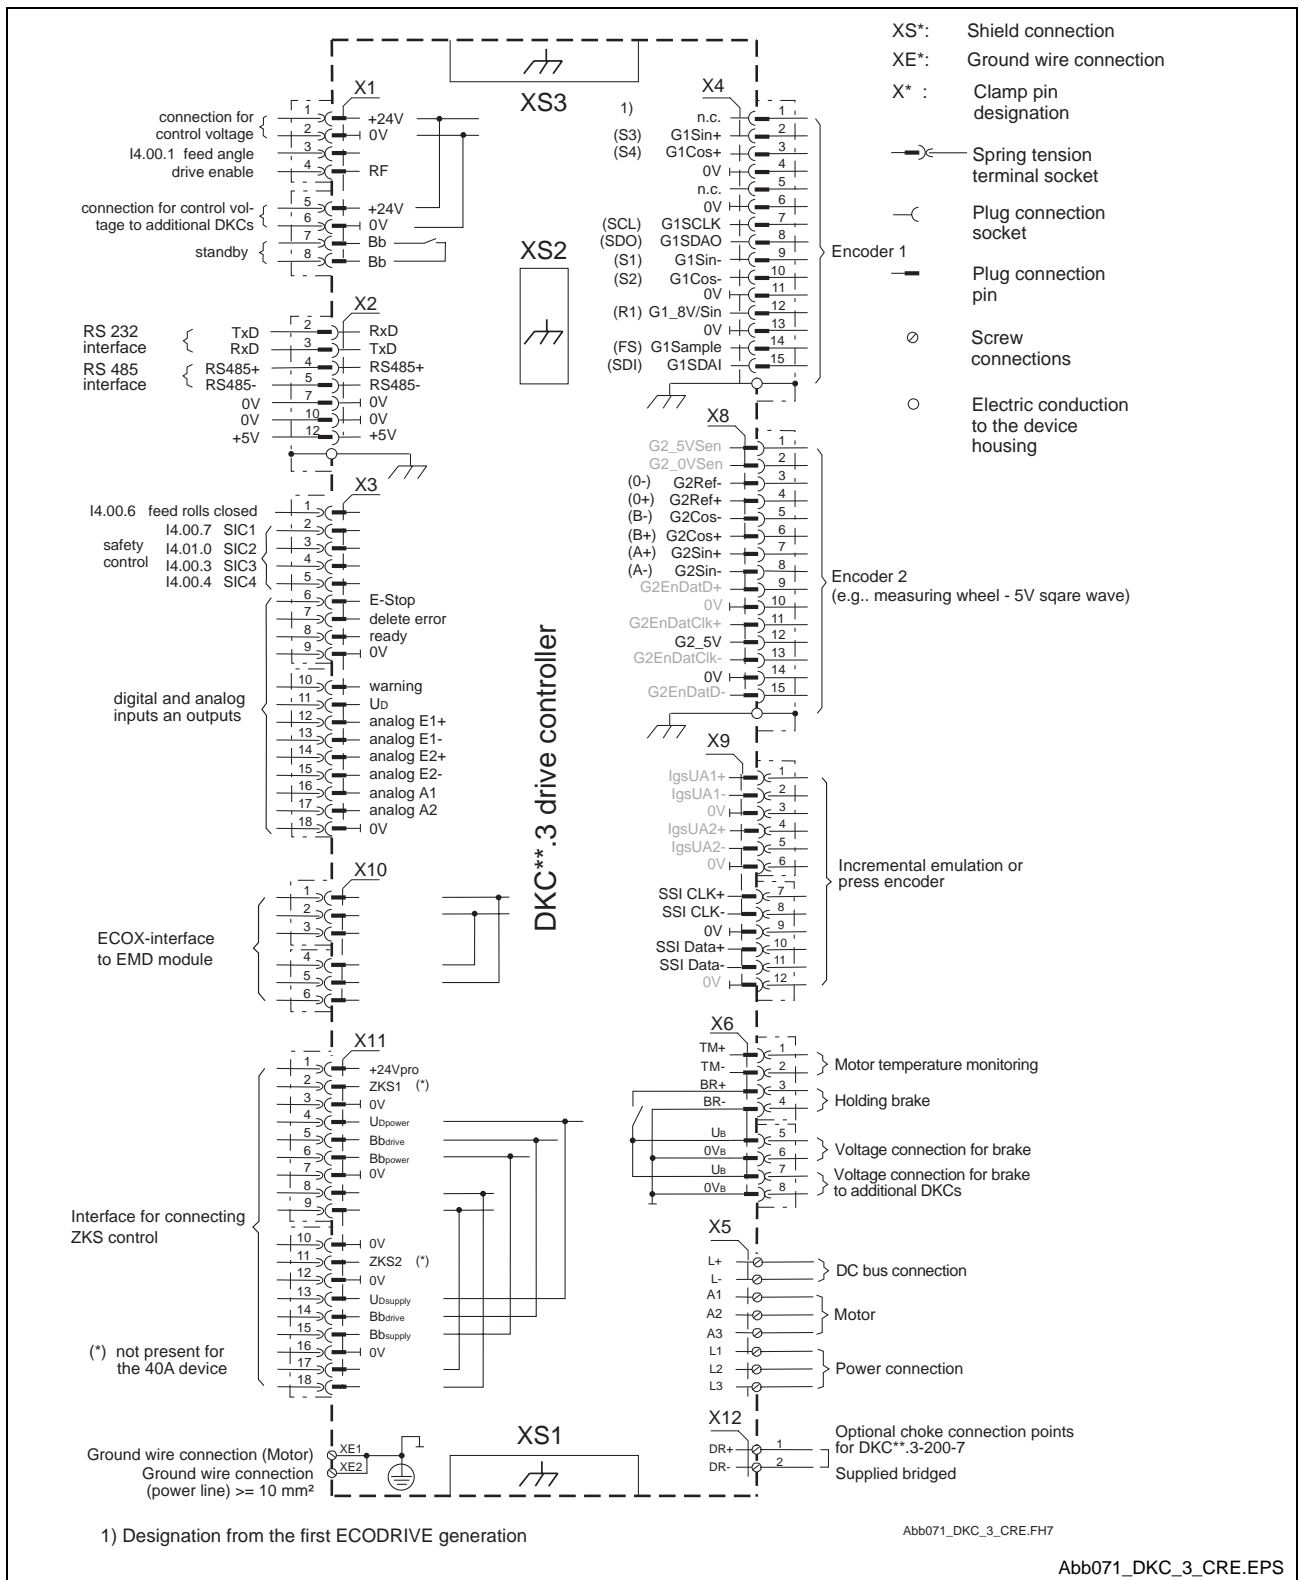 XS*: Shield connection
XE*: Ground wire connection
X* : Clamp pin
designation
Spring tension
terminal socket
Plug connection
socket
Plug connection
pin
Screw
connections
Electric conduction
to the device
housing
XS3
XS2
XS1
DKC**.3 drive controller
X1
connection for
control voltage
1 +24V
2 0V
I4.00.1 feed angle 3
drive enable 4 RF
connection for control vol-
tage to additional DKCs
5 +24V
6 0V
standby
7 Bb
8 Bb
X2
RS 232
interface
TxD 2 RxD
RxD 3 TxD
RS 485
interface
RS485+ 4 RS485+
RS485- 5 RS485-
0V 7 0V
0V 10 0V
+5V 12 +5V
X3
I4.00.6 feed rolls closed 1
safety
control
I4.00.7 SIC1 2
I4.01.0 SIC2 3
I4.00.3 SIC3 4
I4.00.4 SIC4 5
digital and analog
inputs an outputs
6 E-Stop
7 delete error
8 ready
9 0V
10 warning
11 UD
12 analog E1+
13 analog E1-
14 analog E2+
15 analog E2-
16 analog A1
17 analog A2
18 0V
X10
ECOX-interface
to EMD module
1
2
3
4
5
6
X11
Interface for connecting
ZKS control
1 +24Vpro
2 ZKS1 (*)
3 0V
4 UDpower
5 Bbdrive
6 Bbpower
7 0V
8
9
10 0V
11 ZKS2 (*)
12 0V
13 UDsupply
14 Bbdrive
15 Bbsupply
16 0V
17
18
(*) not present for
the 40A device
Ground wire connection (Motor) XE1
Ground wire connection XE2
(power line) >= 10 mm²
X4
1)
n.c. 1
(S3) G1Sin+ 2
(S4) G1Cos+ 3
0V 4
n.c. 5
0V 6
(SCL) G1SCLK 7
(SDO) G1SDAO 8
(S1) G1Sin- 9
(S2) G1Cos- 10
0V 11
(R1) G1_8V/Sin 12
0V 13
(FS) G1Sample 14
(SDI) G1SDAI 15
Encoder 1
X8
G2_5VSen 1
G2_0VSen 2
(0-) G2Ref- 3
(0+) G2Ref+ 4
(B-) G2Cos- 5
(B+) G2Cos+ 6
(A+) G2Sin+ 7
(A-) G2Sin- 8
G2EnDatD+ 9
0V 10
G2EnDatClk+ 11
G2_5V 12
G2EnDatClk- 13
0V 14
G2EnDatD- 15
Encoder 2
(e.g.. measuring wheel - 5V sqare wave)
X9
IgsUA1+ 1
IgsUA1- 2
0V 3
IgsUA2+ 4
IgsUA2- 5
0V 6
SSI CLK+ 7
SSI CLK- 8
0V 9
SSI Data+ 10
SSI Data- 11
0V 12
Incremental emulation or
press encoder
X6
TM+ 1
TM- 2
Motor temperature monitoring
BR+ 3
BR- 4
Holding brake
UB 5
0VB 6
Voltage connection for brake
UB 7
0VB 8
Voltage connection for brake
to additional DKCs
X5
L+
L-
DC bus connection
A1
A2
A3
Motor
L1
L2
L3
Power connection
X12
DR+ 1
DR- 2
Optional choke connection points
for DKC**.3-200-7
Supplied bridged
1) Designation from the first ECODRIVE generation
Abb071_DKC_3_CRE.FH7
Abb071_DKC_3_CRE.EPS